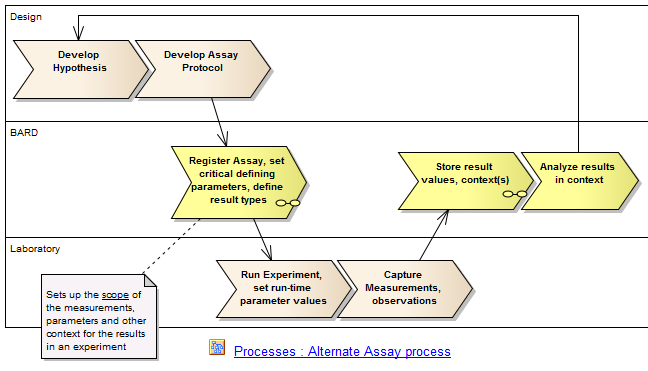 Design
Develop
Hypothesis
Develop Assay
Protocol
BARD
Register Assay, set
critical defining
parameters, define
result types
Store result
values, context(s)
Analyze results
in context
Laboratory
Run Experiment,
set run-time
parameter values
Capture
Measurements,
observations
Sets up the scope of
the measurements,
parameters and other
context for the results
in an experiment
Processes : Alternate Assay process